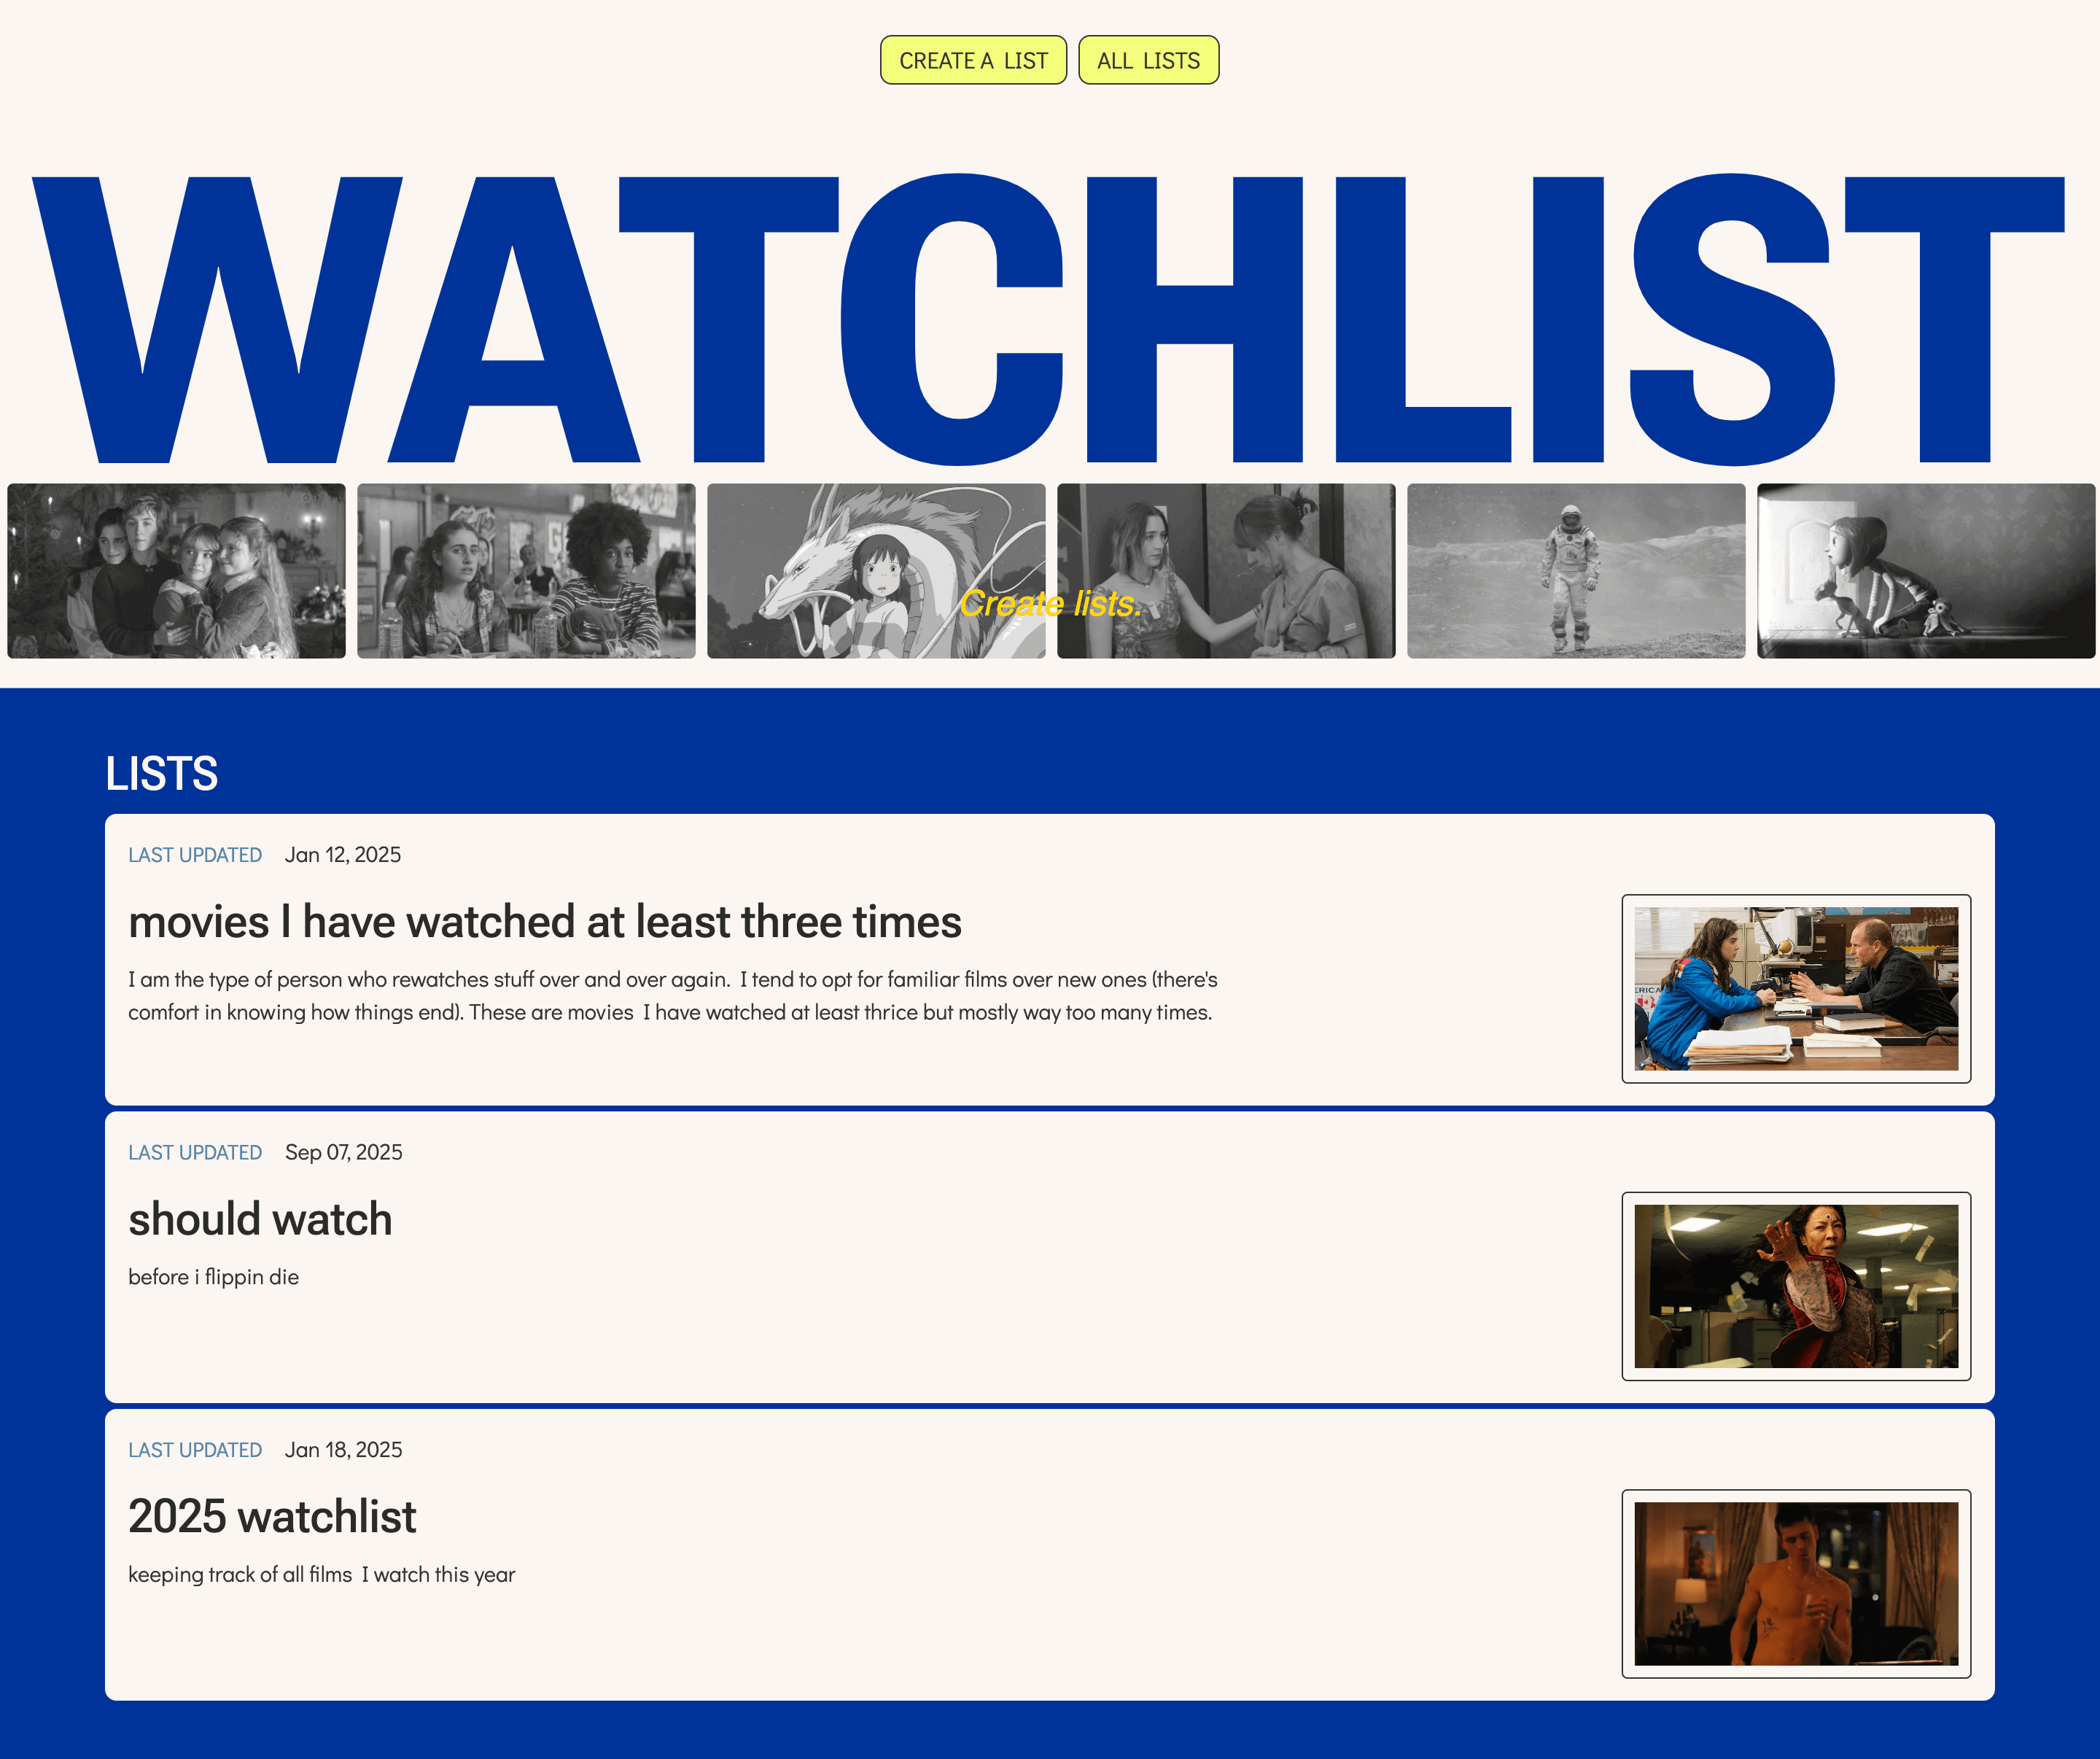 CREATE A LIST
ALL LISTS
WATCHLIST
Create lists.
LISTS
LAST UPDATED Jan 12, 2025
movies I have watched at least three times
I am the type of person who rewatches stuff over and over again. I tend to opt for familiar films over new ones (there's
comfort in knowing how things end). These are movies I have watched at least thrice but mostly way too many times.
LAST UPDATED Sep 07, 2025
should watch
before i flippin die
LAST UPDATED Jan 18, 2025
2025 watchlist
keeping track of all films I watch this year